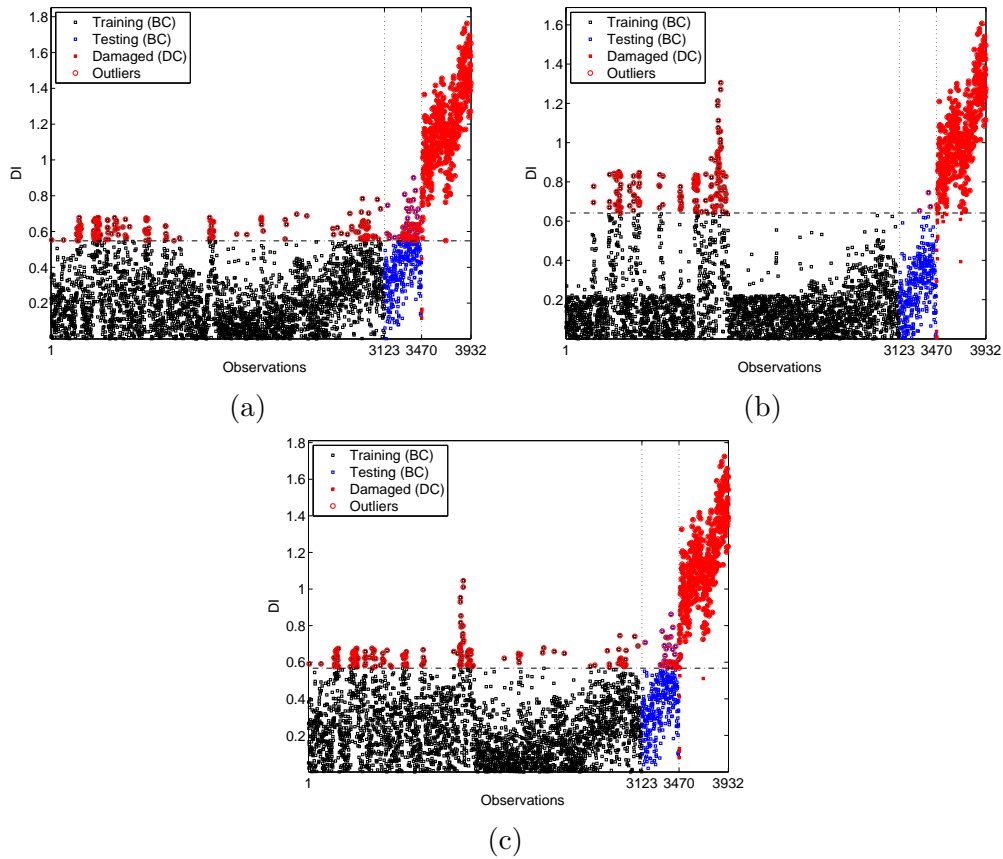 1.8
1.6
1.4
1.2
1
0.8
0.6
0.4
0.2
DI
Training (BC)
Testing (BC)
Damaged (DC)
Outliers
1
3123
3470
3932
Observations
(a)
1.6
1.4
1.2
1
0.8
0.6
0.4
0.2
DI
Training (BC)
Testing (BC)
Damaged (DC)
Outliers
1
3123
3470
3932
Observations
(b)
1.8
1.6
1.4
1.2
1
0.8
0.6
0.4
0.2
DI
Training (BC)
Testing (BC)
Damaged (DC)
Outliers
1
3123
3470
3932
Observations
(c)